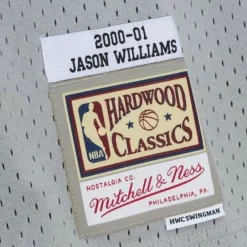 2000-01
JASON WILLIAMS
HARDWOOD
CLASSICS
NBA
NOSTALGIA CO.
Mitchell & Ness
PHILADELPHIA, PA.
HWC SWINGMAN